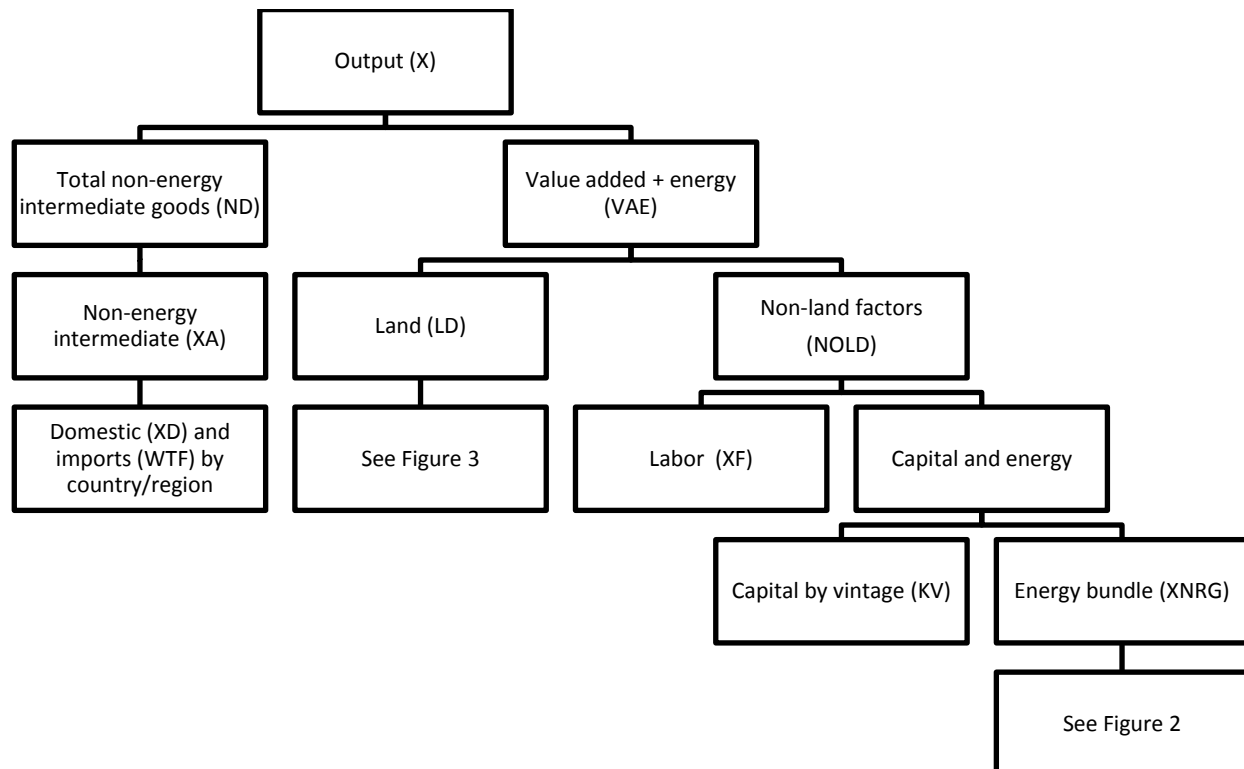 Output (X)
Total non-energy
intermediate goods (ND)
Value added + energy
(VAE)
Non-energy
intermediate (XA)
Land (LD)
Non-land factors
(NOLD)
Domestic (XD) and
imports (WTF) by
country/region
See Figure 3
Labor (XF)
Capital and energy
Capital by vintage (KV)
Energy bundle (XNRG)
See Figure 2